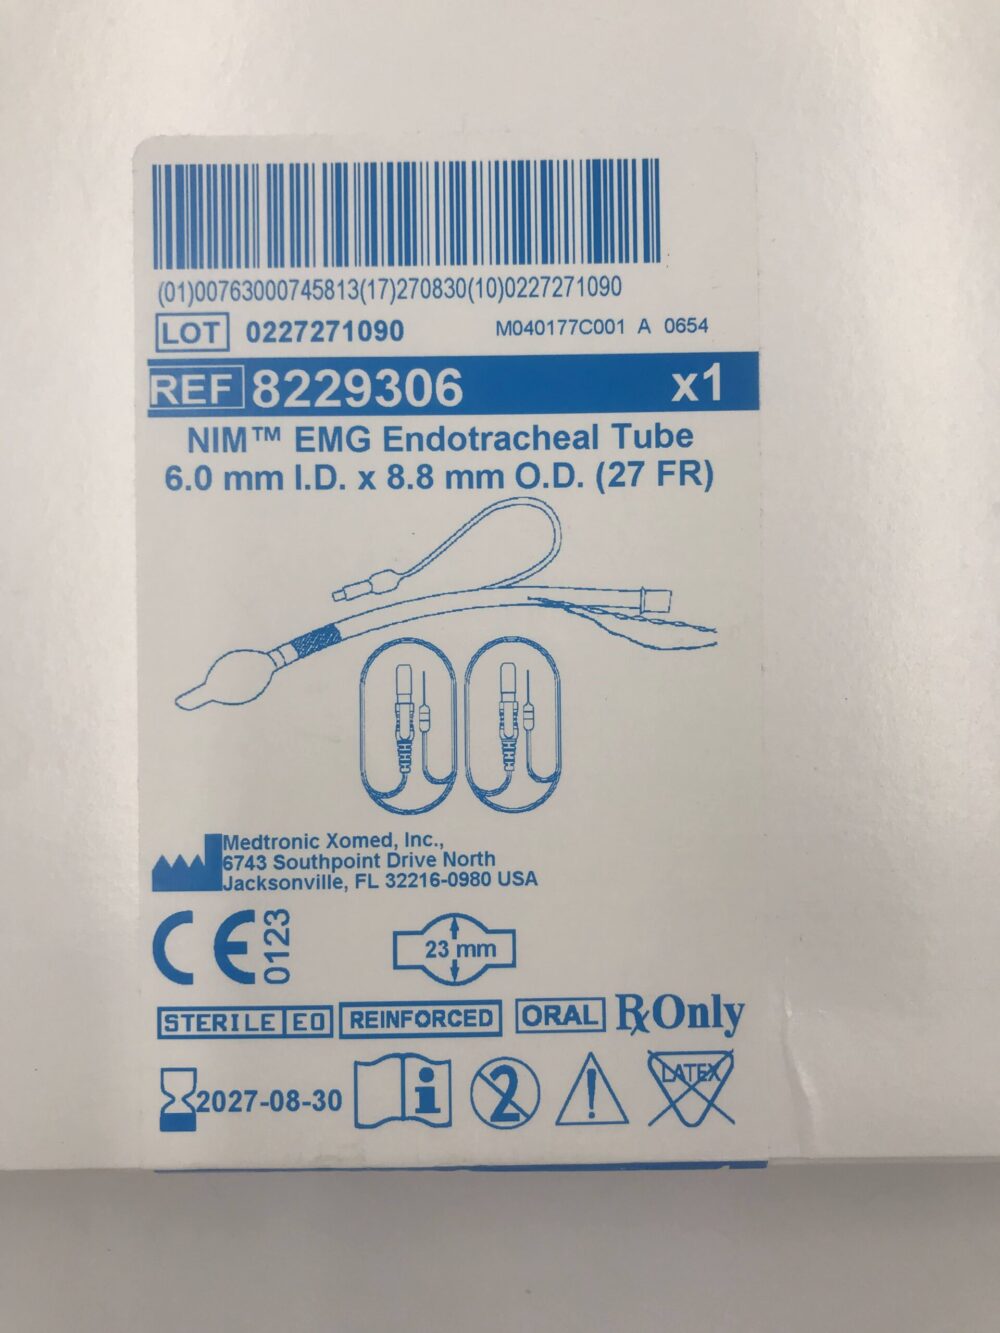 (01)00763000745813(17)270830(10)0227271090
LOT 0227271090 M040177C001 A 0654
REF 8229306 x1
NIM™ EMG Endotracheal Tube
6.0 mm I.D. x 8.8 mm O.D. (27 FR)
Medtronic Xomed, Inc.,
6743 Southpoint Drive North
Jacksonville, FL 32216-0980 USA
CE 0123
23 mm
STERILE EO REINFORCED ORAL Rx Only
2027-08-30 i 2 ! LATEX